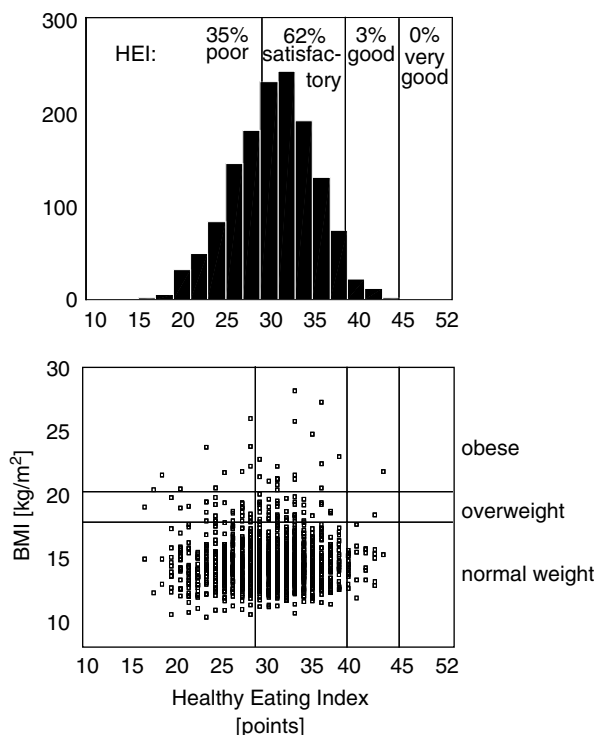 300
35%
62%
3%
0%
HEI:
poor
satisfac-
good
very
tory
good
200
100
0
10 15 20 25 30 35 40 45 52
30
25
obese
20
BMI [kg/m²]
overweight
15
normal weight
10
10 15 20 25 30 35 40 45 52
Healthy Eating Index
[points]